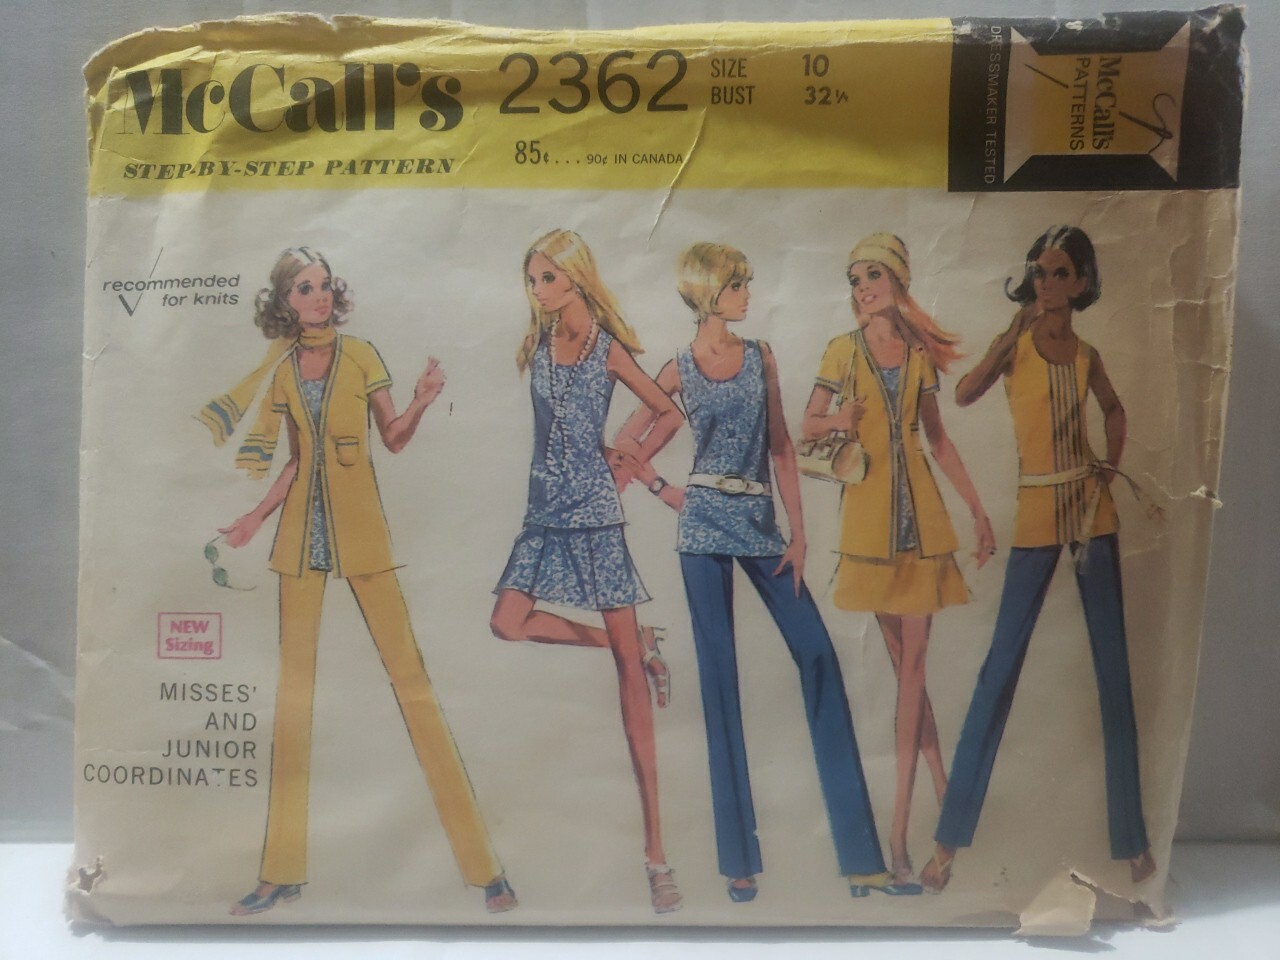 McCall's 2362 SIZE 10
BUST 32½
STEP-BY-STEP PATTERN 85¢... 90¢ IN CANADA
DRESSMAKER TESTED
McCall's
PATTERNS
recommended
for knits
NEW
Sizing
MISSES'
AND
JUNIOR
COORDINATES